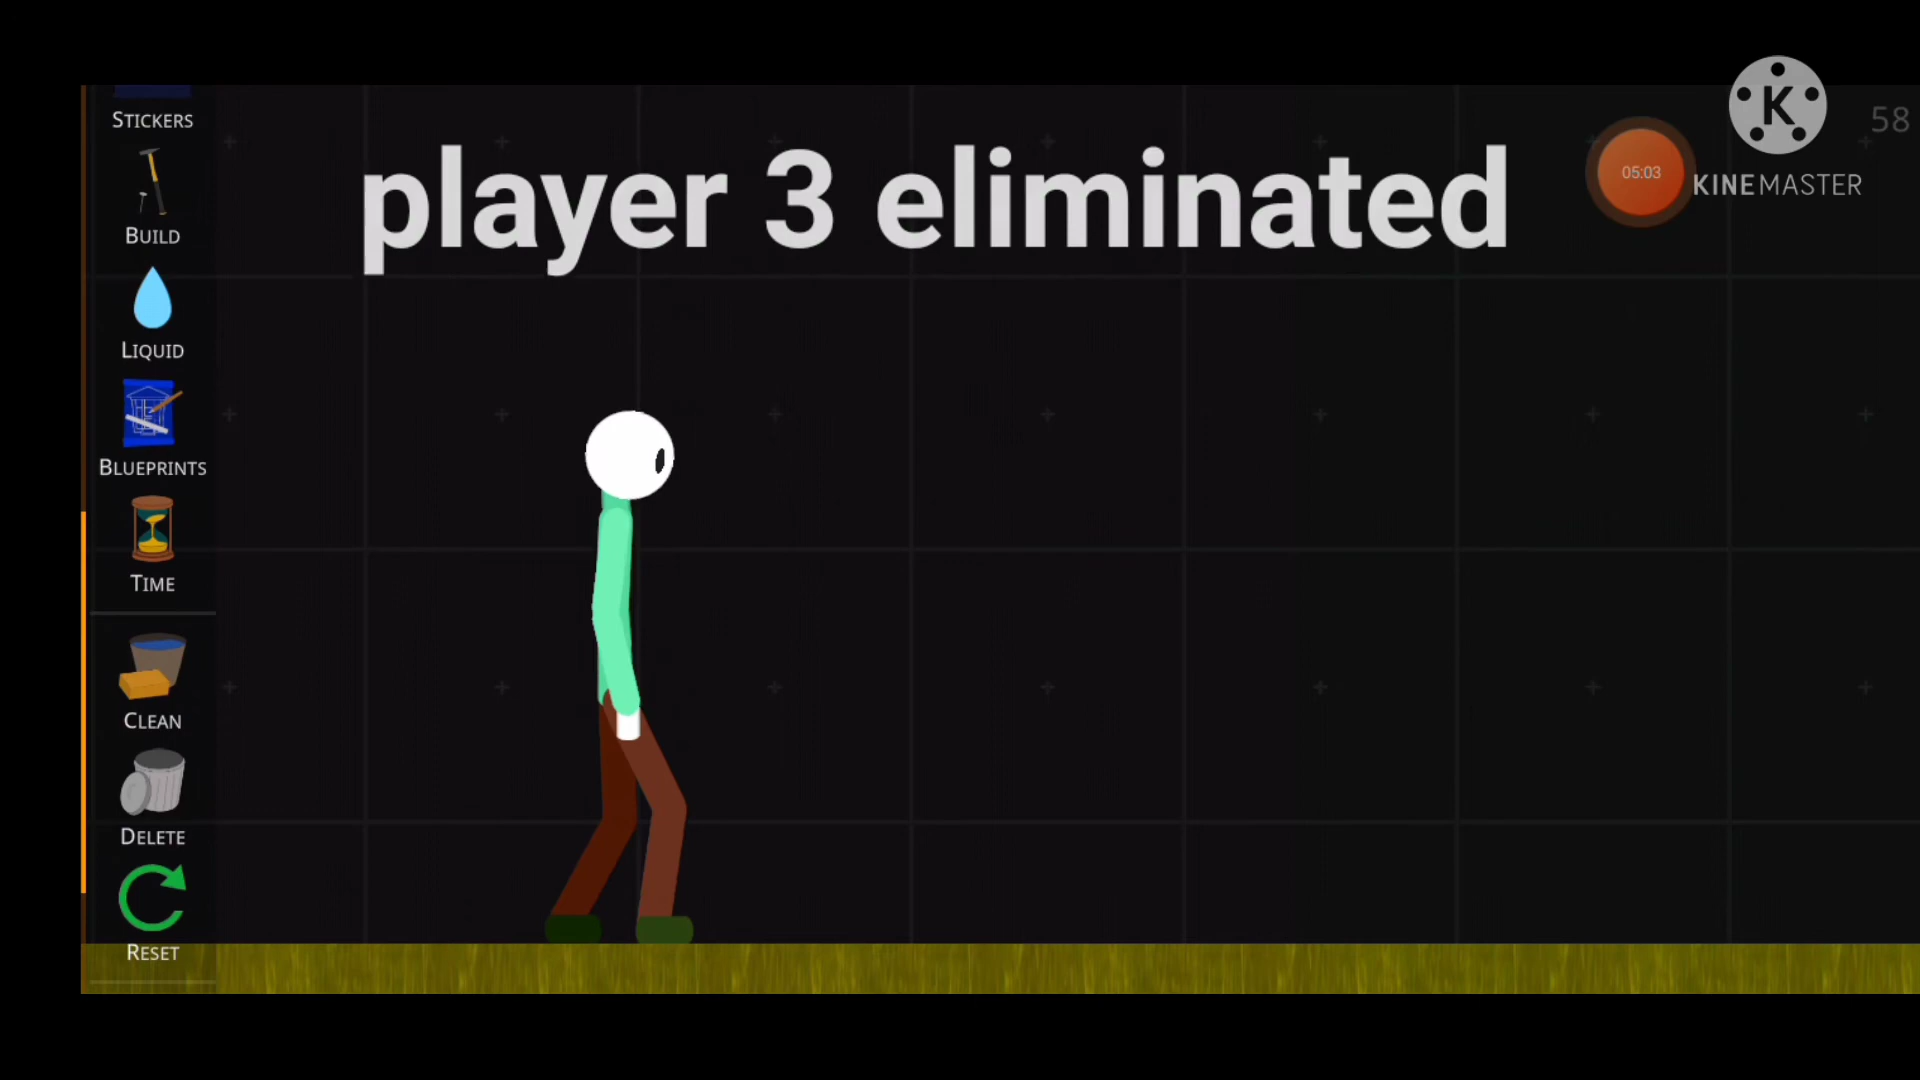 STICKERS
BUILD
LIQUID
BLUEPRINTS
TIME
CLEAN
DELETE
RESET
player 3 eliminated
05:03
K
KINEMASTER
58